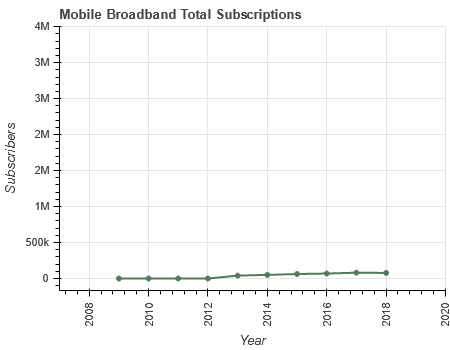 Mobile Broadband Total Subscriptions
4M
3M
3M
2M
2M
1M
500k
0
Subscribers
2008
2010
2012
2014
2016
2018
2020
Year